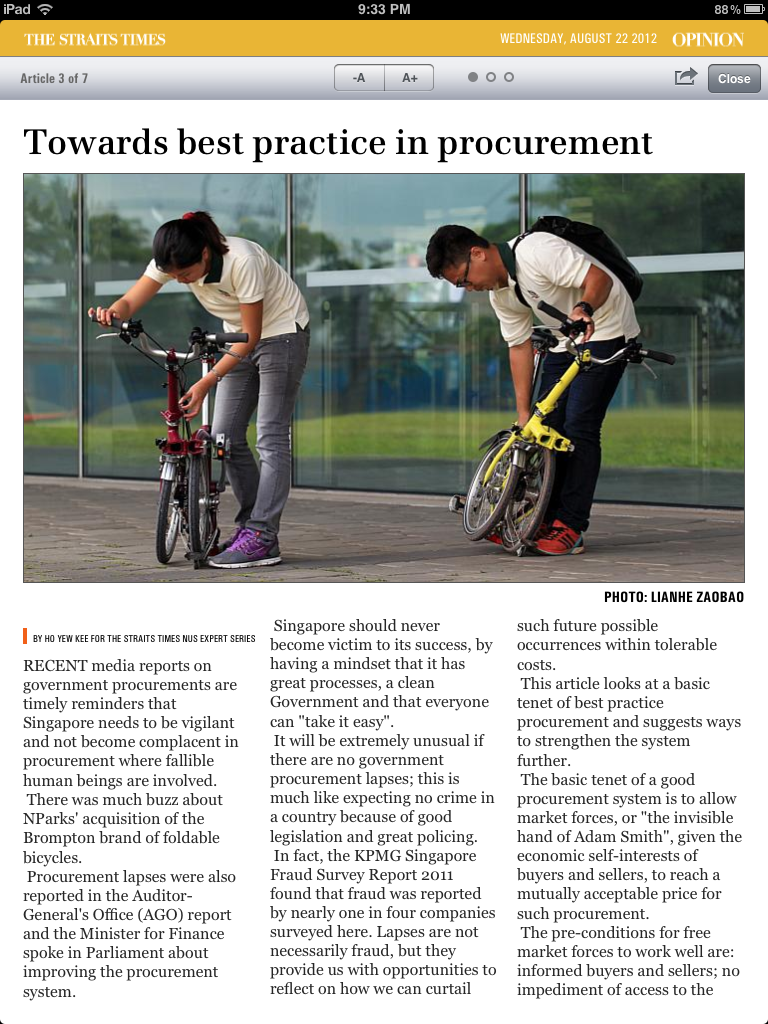 iPad 9:33 PM 88%
THE STRAITS TIMES WEDNESDAY, AUGUST 22 2012 OPINION
Article 3 of 7 -A A+ Close
Towards best practice in procurement
PHOTO: LIANHE ZAOBAO
BY HO YEW KEE FOR THE STRAITS TIMES NUS EXPERT SERIES
RECENT media reports on
government procurements are
timely reminders that
Singapore needs to be vigilant
and not become complacent in
procurement where fallible
human beings are involved.
There was much buzz about
NParks' acquisition of the
Brompton brand of foldable
bicycles.
Procurement lapses were also
reported in the Auditor-
General's Office (AGO) report
and the Minister for Finance
spoke in Parliament about
improving the procurement
system.
Singapore should never
become victim to its success, by
having a mindset that it has
great processes, a clean
Government and that everyone
can "take it easy".
It will be extremely unusual if
there are no government
procurement lapses; this is
much like expecting no crime in
a country because of good
legislation and great policing.
In fact, the KPMG Singapore
Fraud Survey Report 2011
found that fraud was reported
by nearly one in four companies
surveyed here. Lapses are not
necessarily fraud, but they
provide us with opportunities to
reflect on how we can curtail
such future possible
occurrences within tolerable
costs.
This article looks at a basic
tenet of best practice
procurement and suggests ways
to strengthen the system
further.
The basic tenet of a good
procurement system is to allow
market forces, or "the invisible
hand of Adam Smith", given the
economic self-interests of
buyers and sellers, to reach a
mutually acceptable price for
such procurement.
The pre-conditions for free
market forces to work well are:
informed buyers and sellers; no
impediment of access to the